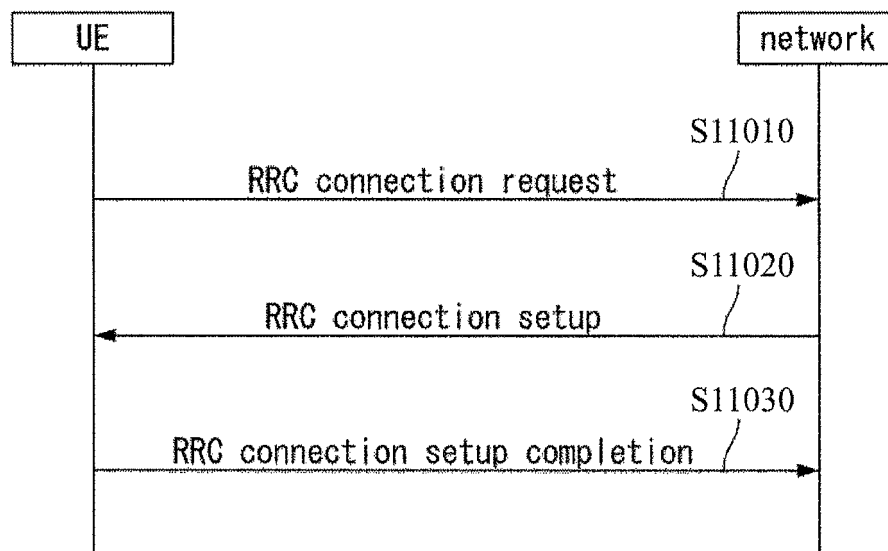 UE
network
S11010
RRC connection request
S11020
RRC connection setup
S11030
RRC connection setup completion